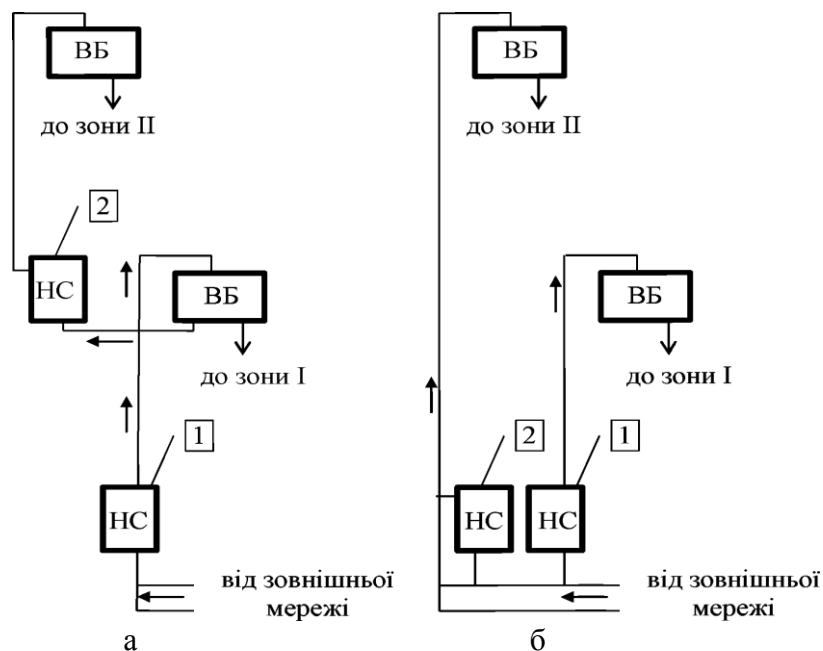 ВБ
до зони II
2
НС
ВБ
до зони I
1
НС
від зовнішньої
мережі
а
ВБ
до зони II
ВБ
до зони I
2
1
НС
НС
від зовнішньої
мережі
б